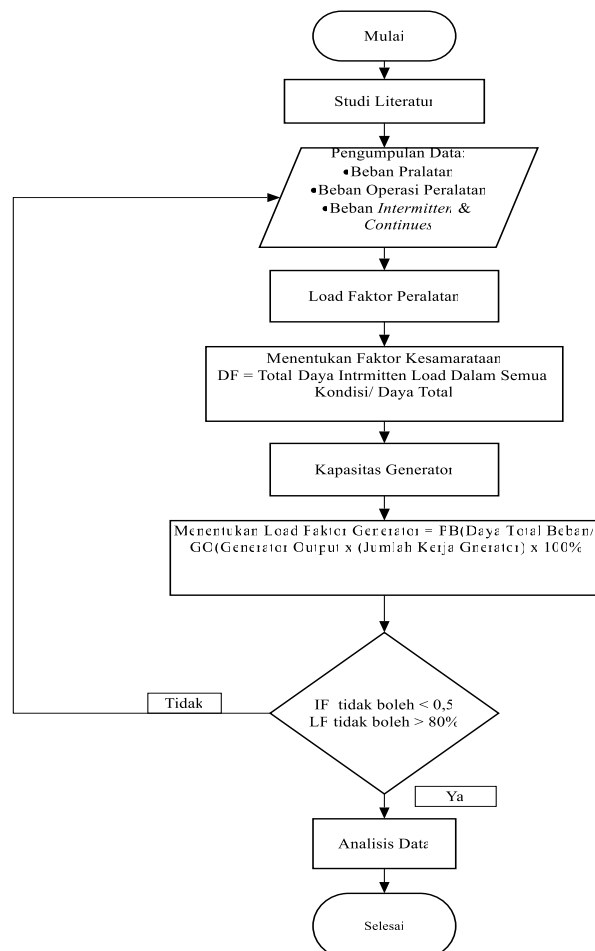 Mulai
Studi Literatur
Pengumpulan Data:
•Beban Pralatan
•Beban Operasi Peralatan
•Beban Intermitten &
Continues
Load Faktor Peralatan
Menentukan Faktor Kesamarataan
DF = Total Daya Intrmitten Load Dalam Semua
Kondisi/ Daya Total
Kapasitas Generator
Menentukan Load Faktor Generator = PB(Daya Total Beban/
GC(Generator Output x (Jumlah Kerja Gnerator) x 100%
Tidak
IF tidak boleh < 0,5
LF tidak boleh > 80%
Ya
Analisis Data
Selesai